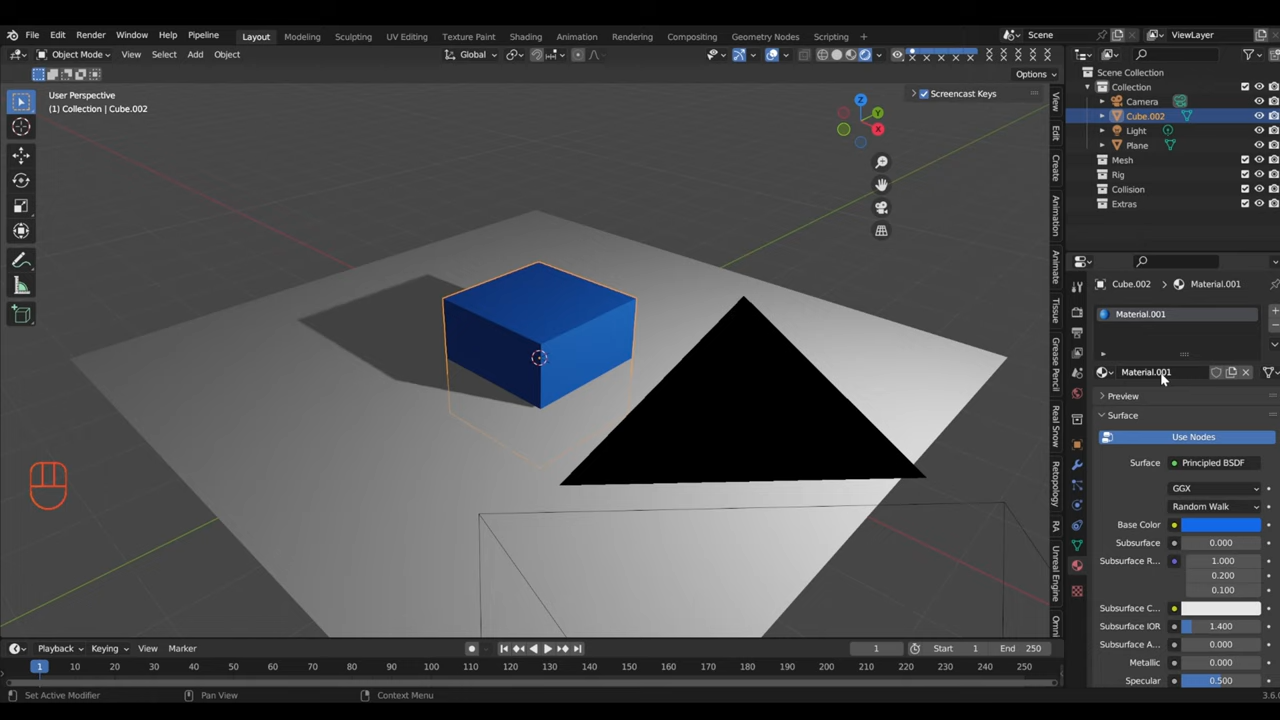 File Edit Render Window Help Pipeline Layout Modeling Sculpting UV Editing Texture Paint Shading Animation Rendering Compositing Geometry Nodes Scripting Scene ViewLayer
Object Mode View Select Add Object Global
Options
User Perspective
(1) Collection | Cube.002
Screencast Keys
Z
Y
X
View
Edit
Create
Animation
Animate
Tissue
Grease Pencil
Real Snow
Retopology
RA
Unreal Engine
Omni
Scene Collection
Collection
Camera
Cube.002
Light
Plane
Mesh
Rig
Collision
Extras
Cube.002 Material.001
Material.001
Material.001
Preview
Surface
Use Nodes
Surface Principled BSDF
GGX
Random Walk
Base Color
Subsurface 0.000
Subsurface R... 1.000
0.200
0.100
Subsurface C...
Subsurface IOR 1.400
Subsurface A... 0.000
Metallic 0.000
Specular 0.500
Playback Keying View Marker 1 Start 1 End 250
1 10 20 30 40 50 60 70 80 90 100 110 120 130 140 150 160 170 180 190 200 210 220 230 240 250
Set Active Modifier Pan View Context Menu 3.6.